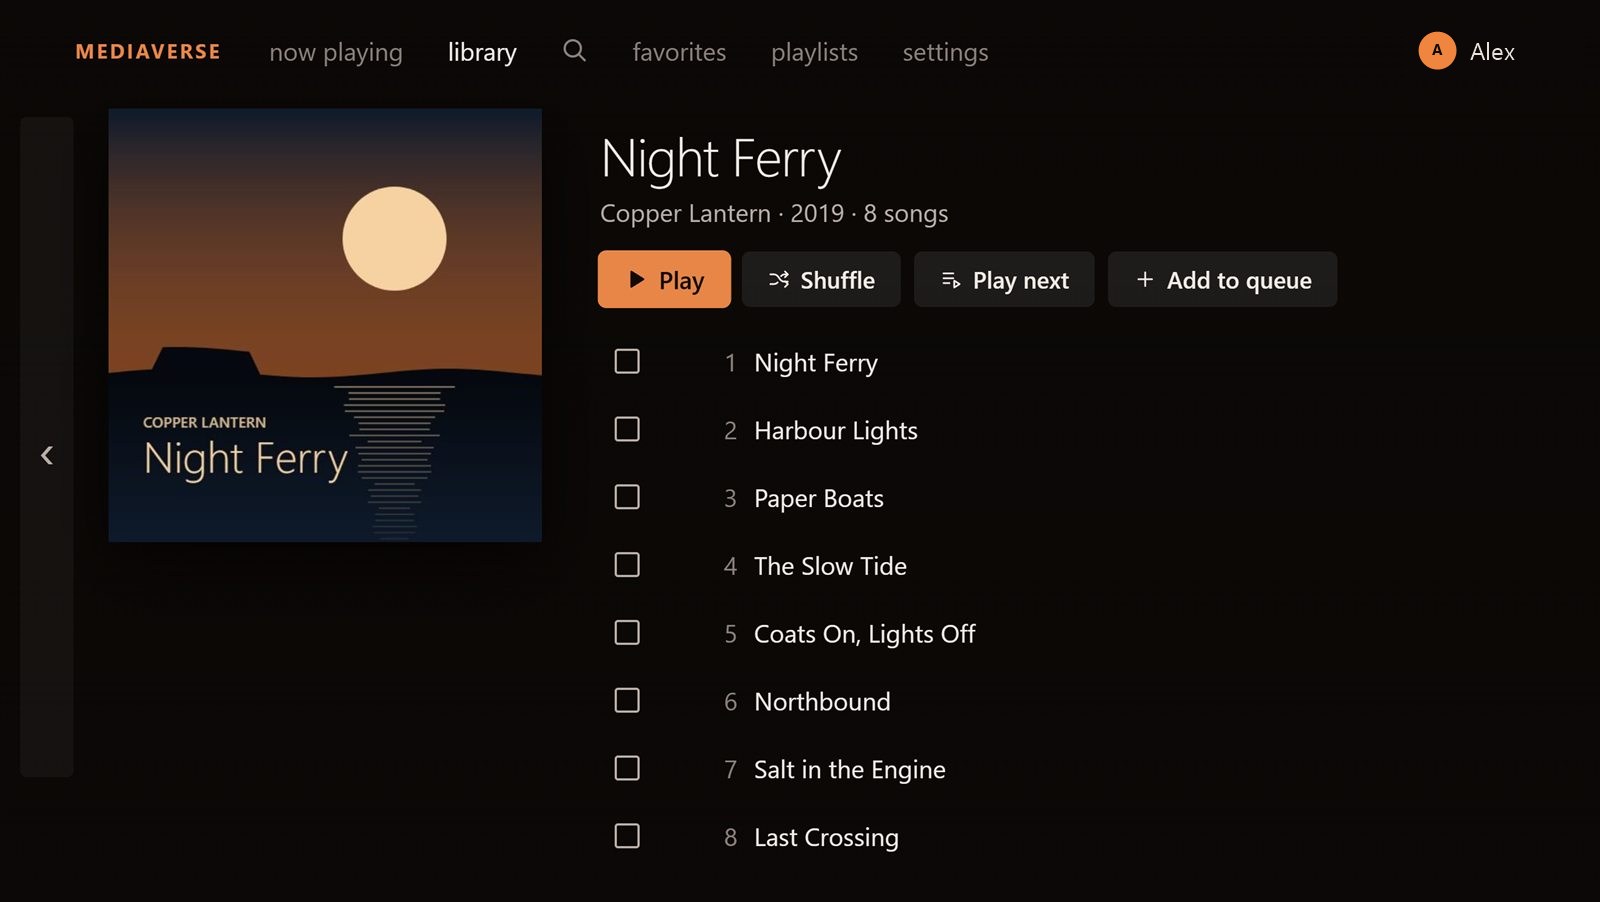 MEDIAVERSE now playing library favorites playlists settings A Alex
COPPER LANTERN
Night Ferry
Night Ferry
Copper Lantern · 2019 · 8 songs
Play Shuffle Play next Add to queue
1 Night Ferry
2 Harbour Lights
3 Paper Boats
4 The Slow Tide
5 Coats On, Lights Off
6 Northbound
7 Salt in the Engine
8 Last Crossing